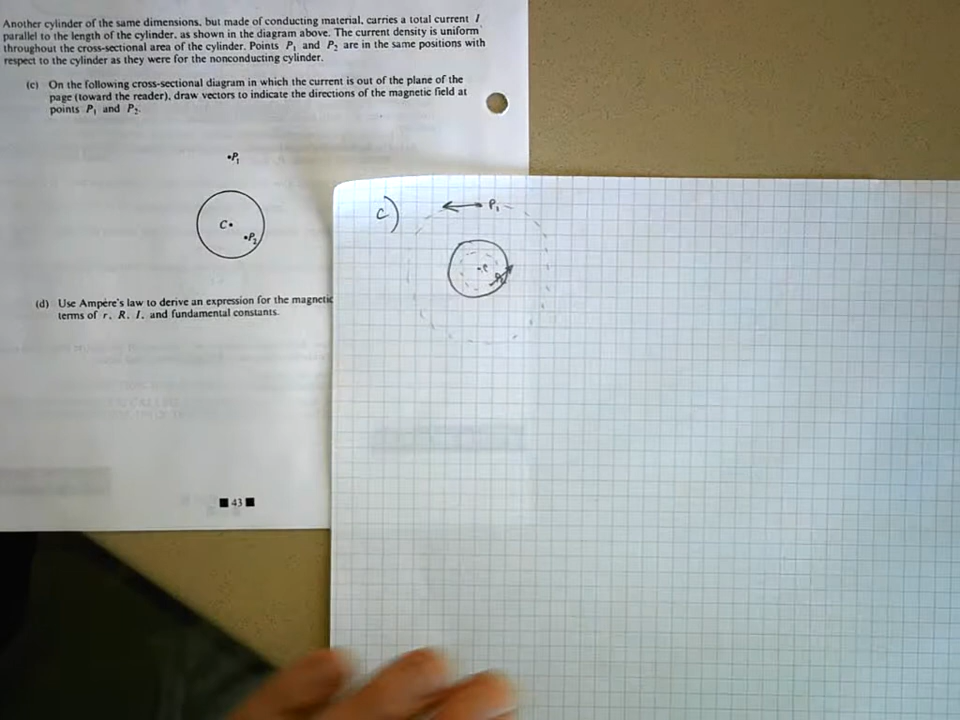 Another cylinder of the same dimensions, but made of conducting material, carries a total current I
parallel to the length of the cylinder, as shown in the diagram above. The current density is uniform
throughout the cross-sectional area of the cylinder. Points P₁ and P₂ are in the same positions with
respect to the cylinder as they were for the nonconducting cylinder.
(c) On the following cross-sectional diagram in which the current is out of the plane of the
page (toward the reader), draw vectors to indicate the directions of the magnetic field at
points P₁ and P₂.
•P₁
C•
•P₂
(d) Use Ampère's law to derive an expression for the magnetic
terms of r, R, I, and fundamental constants.
■ 43 ■
c)
P₁